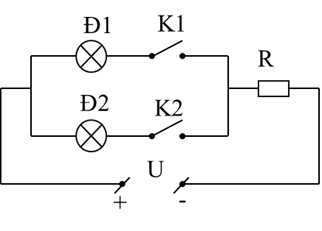 Đ1 K1
R
Đ2 K2
U
+ -